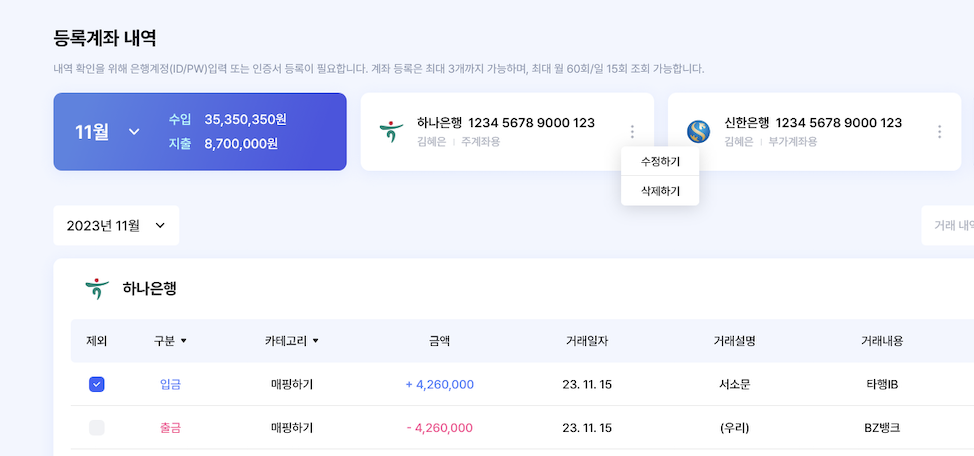 등록계좌 내역
내역 확인을 위해 은행계정(ID/PW)입력 또는 인증서 등록이 필요합니다. 계좌 등록은 최대 3개까지 가능하며, 최대 월 60회/일 15회 조회 가능합니다.
11월
수입 35,350,350원
지출 8,700,000원
하나은행 1234 5678 9000 123
김혜은 | 주계좌용
신한은행 1234 5678 9000 123
김혜은 | 부가계좌용
수정하기
삭제하기
2023년 11월
거래 내역
하나은행
제외 구분 ▼ 카테고리 ▼ 금액 거래일자 거래설명 거래내용
입금 매핑하기 + 4,260,000 23. 11. 15 서소문 타행IB
출금 매핑하기 - 4,260,000 23. 11. 15 (우리) BZ뱅크